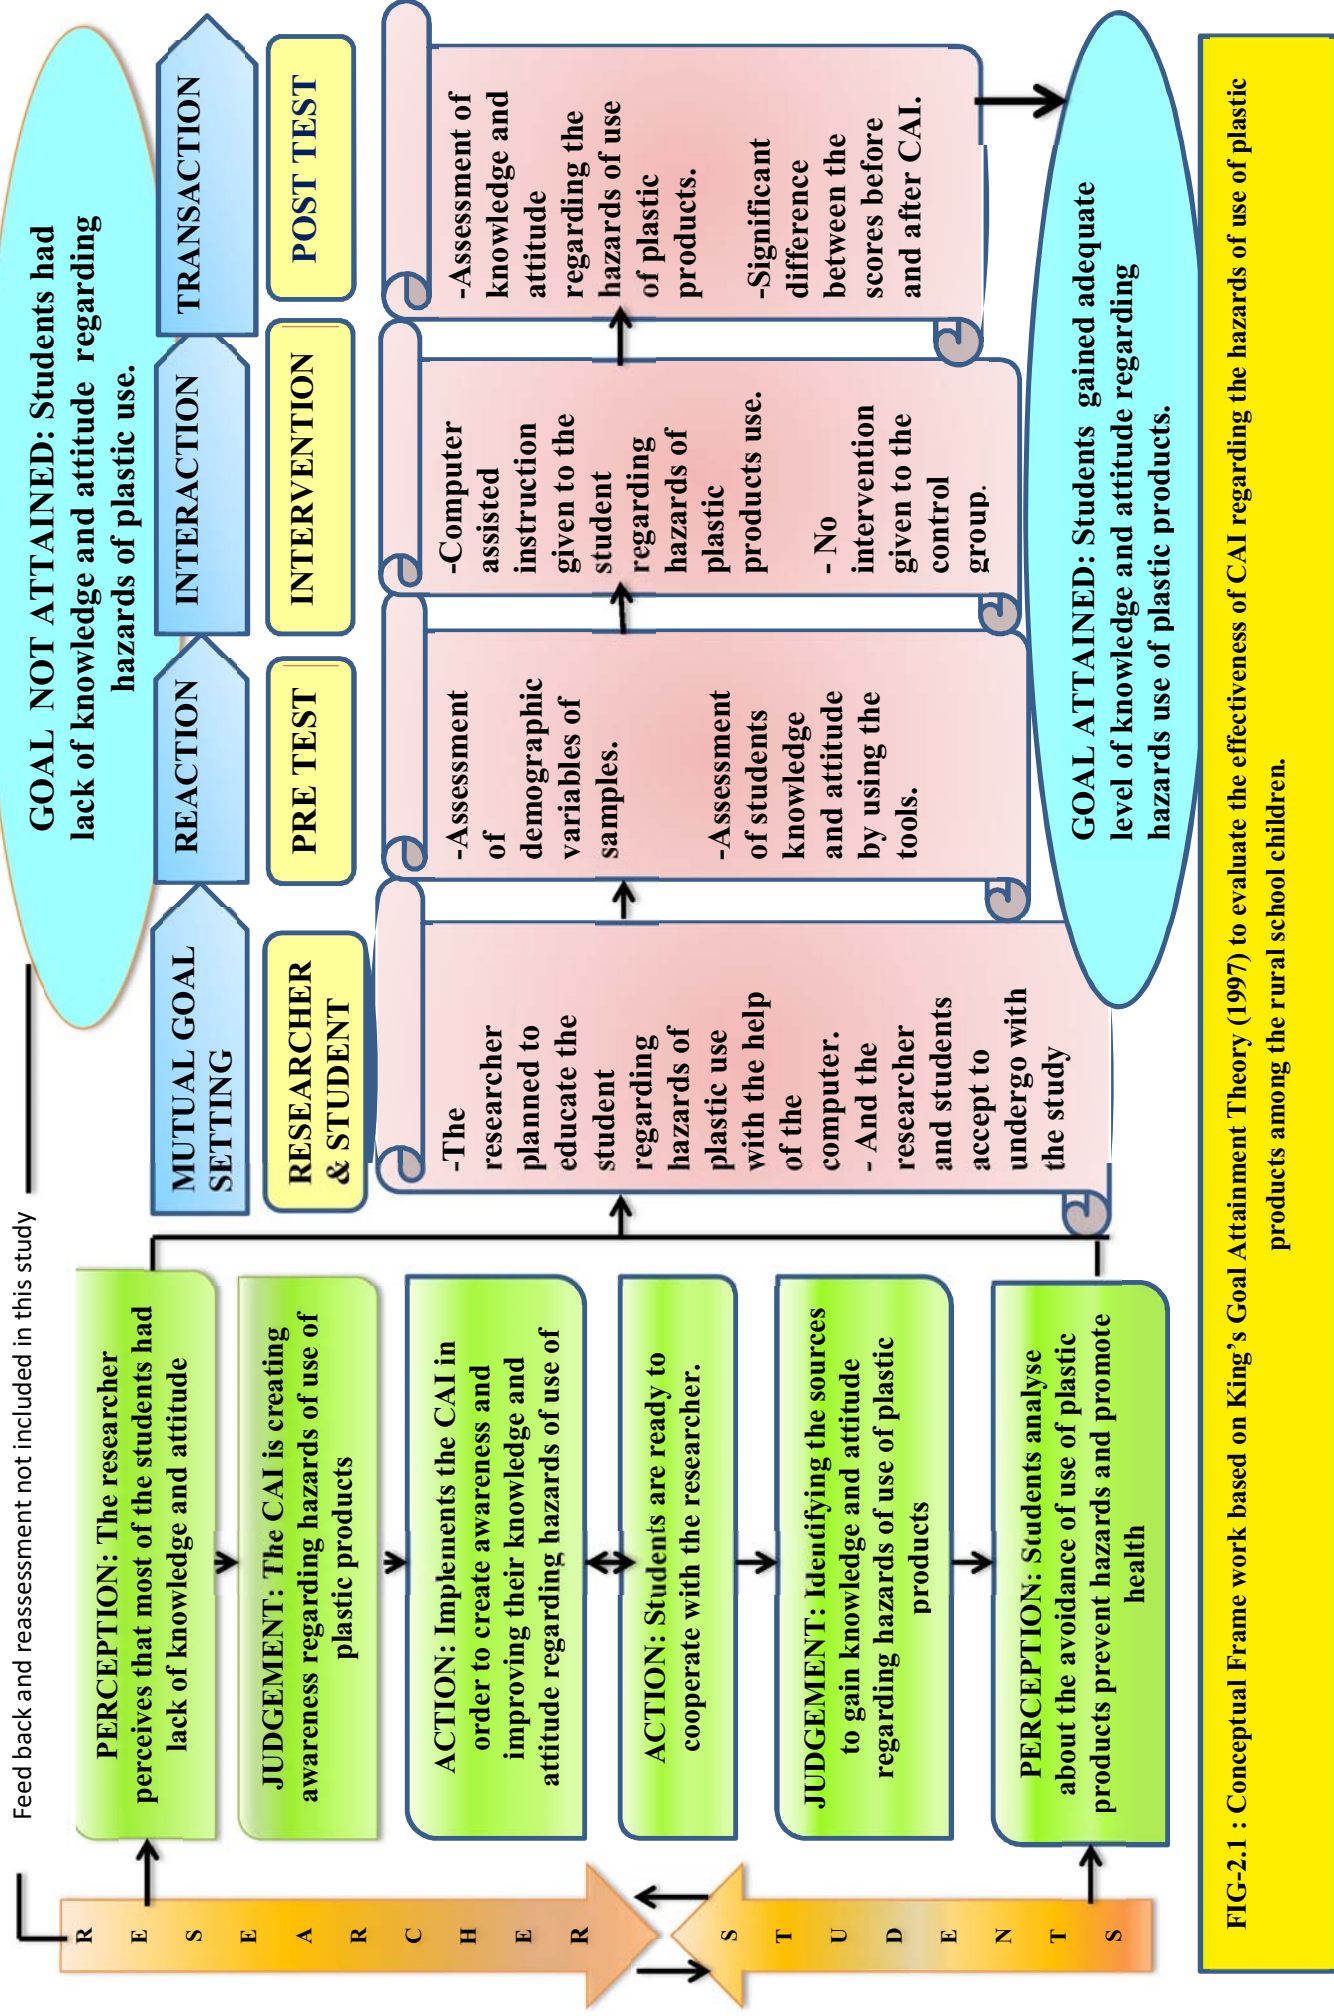 Feed back and reassessment not included in this study
GOAL NOT ATTAINED: Students had
lack of knowledge and attitude regarding
hazards of plastic use.
R
E
S
E
A
R
C
H
E
R
S
T
U
D
E
N
T
S
PERCEPTION: The researcher
perceives that most of the students had
lack of knowledge and attitude
JUDGEMENT: The CAI is creating
awareness regarding hazards of use of
plastic products
ACTION: Implements the CAI in
order to create awareness and
improving their knowledge and
attitude regarding hazards of use of
ACTION: Students are ready to
cooperate with the researcher.
JUDGEMENT: Identifying the sources
to gain knowledge and attitude
regarding hazards of use of plastic
products
PERCEPTION: Students analyse
about the avoidance of use of plastic
products prevent hazards and promote
health
MUTUAL GOAL
SETTING
RESEARCHER
& STUDENT
-The
researcher
planned to
educate the
student
regarding
hazards of
plastic use
with the help
of the
computer.
- And the
researcher
and students
accept to
undergo with
the study
REACTION
PRE TEST
-Assessment
of
demographic
variables of
samples.
-Assessment
of students
knowledge
and attitude
by using the
tools.
INTERACTION
INTERVENTION
-Computer
assisted
instruction
given to the
student
regarding
hazards of
plastic
products use.
- No
intervention
given to the
control
group.
TRANSACTION
POST TEST
-Assessment of
knowledge and
attitude
regarding the
hazards of use
of plastic
products.
-Significant
difference
between the
scores before
and after CAI.
GOAL ATTAINED: Students gained adequate
level of knowledge and attitude regarding
hazards use of plastic products.
FIG-2.1 : Conceptual Frame work based on King's Goal Attainment Theory (1997) to evaluate the effectiveness of CAI regarding the hazards of use of plastic
products among the rural school children.